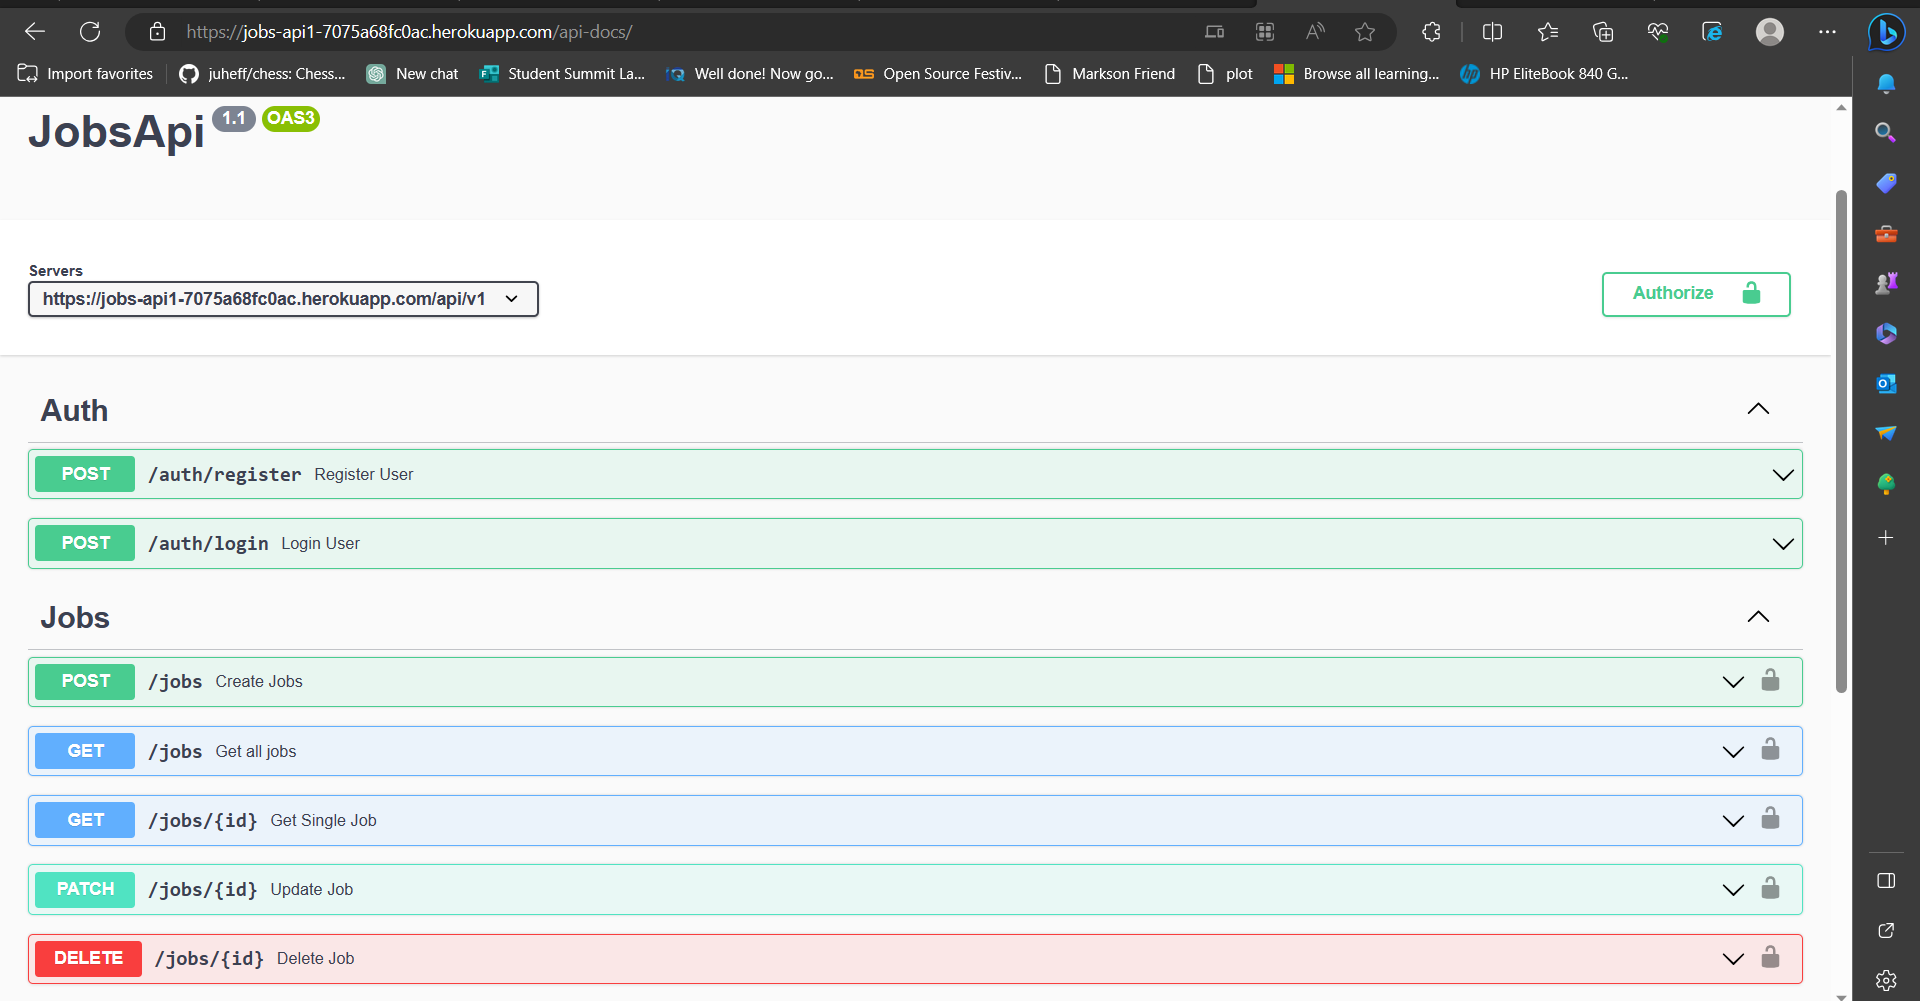 https://jobs-api1-7075a68fc0ac.herokuapp.com/api-docs/
Import favorites
juheff/chess: Chess...
New chat
Student Summit La...
Well done! Now go...
Open Source Festiv...
Markson Friend
plot
Browse all learning...
HP EliteBook 840 G...
JobsApi 1.1 OAS3
Servers
https://jobs-api1-7075a68fc0ac.herokuapp.com/api/v1
Authorize
Auth
POST /auth/register Register User
POST /auth/login Login User
Jobs
POST /jobs Create Jobs
GET /jobs Get all jobs
GET /jobs/{id} Get Single Job
PATCH /jobs/{id} Update Job
DELETE /jobs/{id} Delete Job